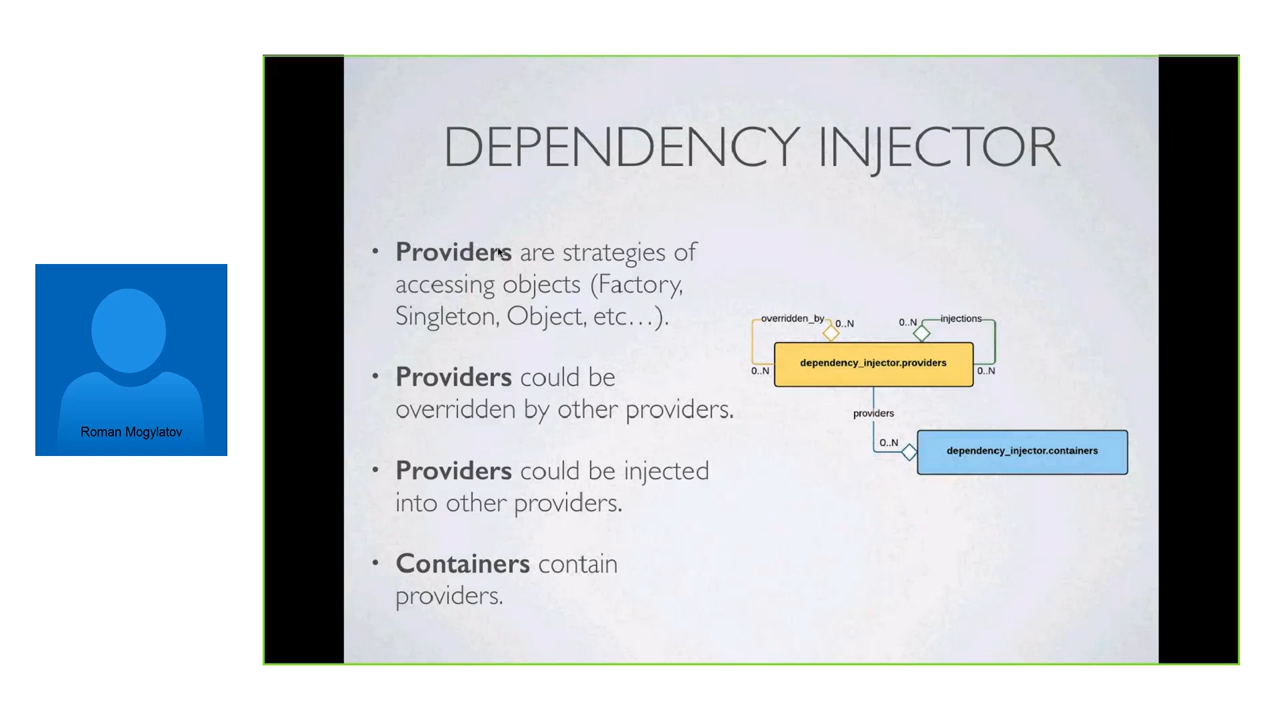 DEPENDENCY INJECTOR
• Providers are strategies of
accessing objects (Factory,
Singleton, Object, etc…).
• Providers could be
overridden by other providers.
• Providers could be injected
into other providers.
• Containers contain
providers.
overridden_by
0..N
0..N
injections
dependency_injector.providers
0..N
0..N
providers
0..N
dependency_injector.containers
Roman Mogylatov